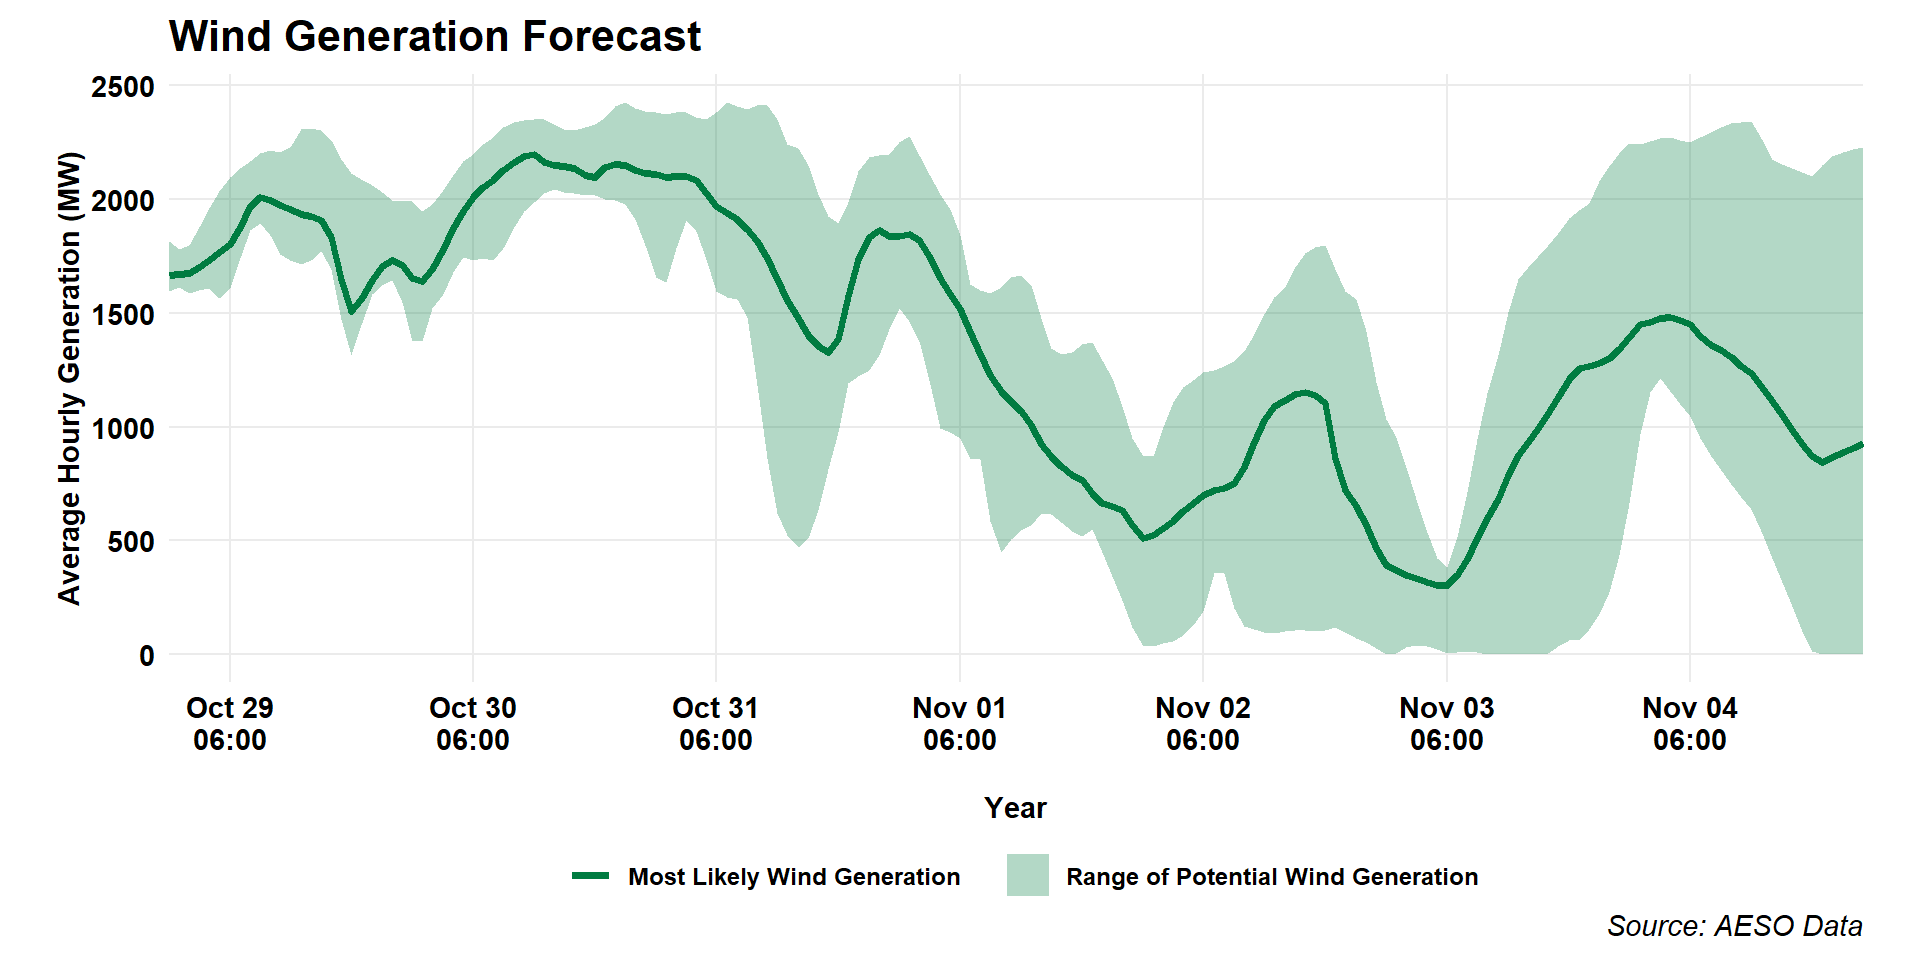 Wind Generation Forecast
Average Hourly Generation (MW)
2500
2000
1500
1000
500
0
Oct 29 Oct 30 Oct 31 Nov 01 Nov 02 Nov 03 Nov 04
06:00 06:00 06:00 06:00 06:00 06:00 06:00
Year
Most Likely Wind Generation Range of Potential Wind Generation
Source: AESO Data